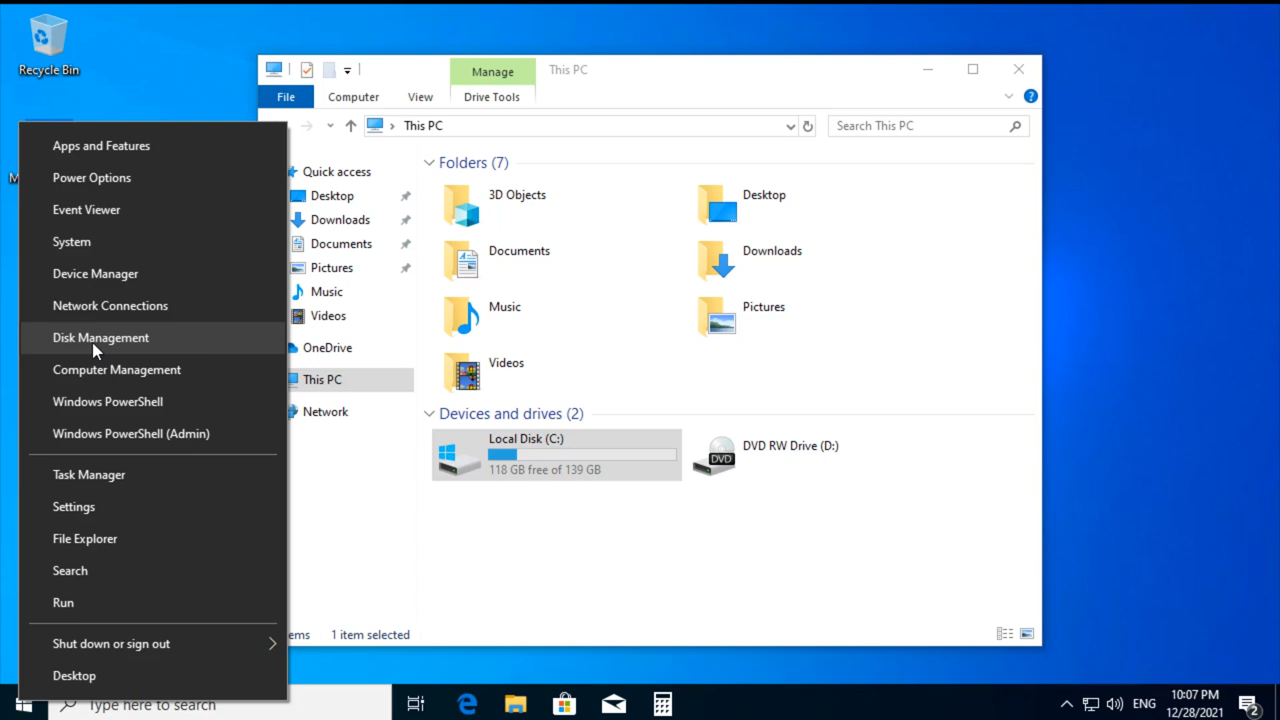 Recycle Bin
M
Apps and Features
Power Options
Event Viewer
System
Device Manager
Network Connections
Disk Management
Computer Management
Windows PowerShell
Windows PowerShell (Admin)
Task Manager
Settings
File Explorer
Search
Run
Shut down or sign out
Desktop
Manage
This PC
File
Computer
View
Drive Tools
This PC
Search This PC
Quick access
Desktop
Downloads
Documents
Pictures
Music
Videos
OneDrive
This PC
Network
Folders (7)
3D Objects
Desktop
Documents
Downloads
Music
Pictures
Videos
Devices and drives (2)
Local Disk (C:)
118 GB free of 139 GB
DVD
DVD RW Drive (D:)
ems
1 item selected
Type here to search
ENG
10:07 PM
12/28/2021
2